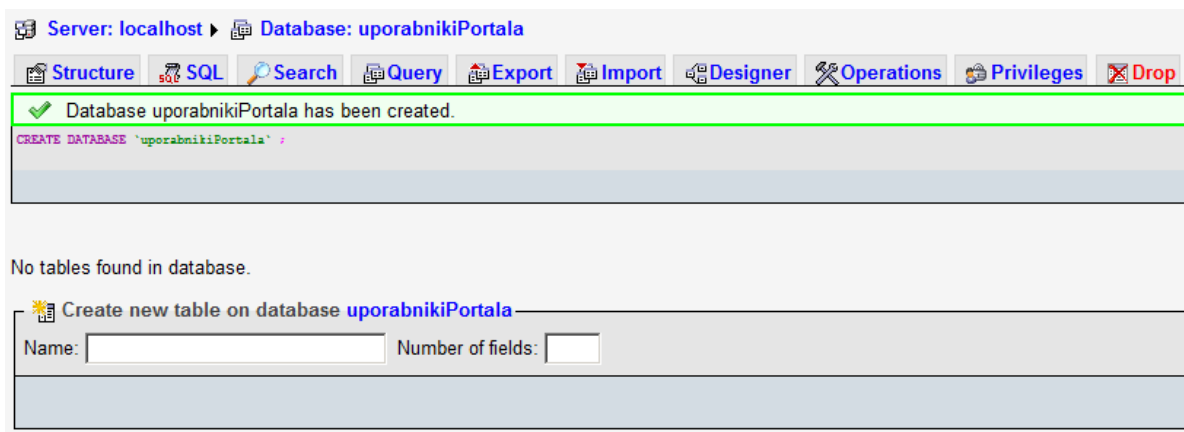 Server: localhost ▸ Database: uporabnikiPortala
Structure SQL Search Query Export Import Designer Operations Privileges Drop
Database uporabnikiPortala has been created.
CREATE DATABASE `uporabnikiPortala` ;
No tables found in database.
Create new table on database uporabnikiPortala
Name: Number of fields: